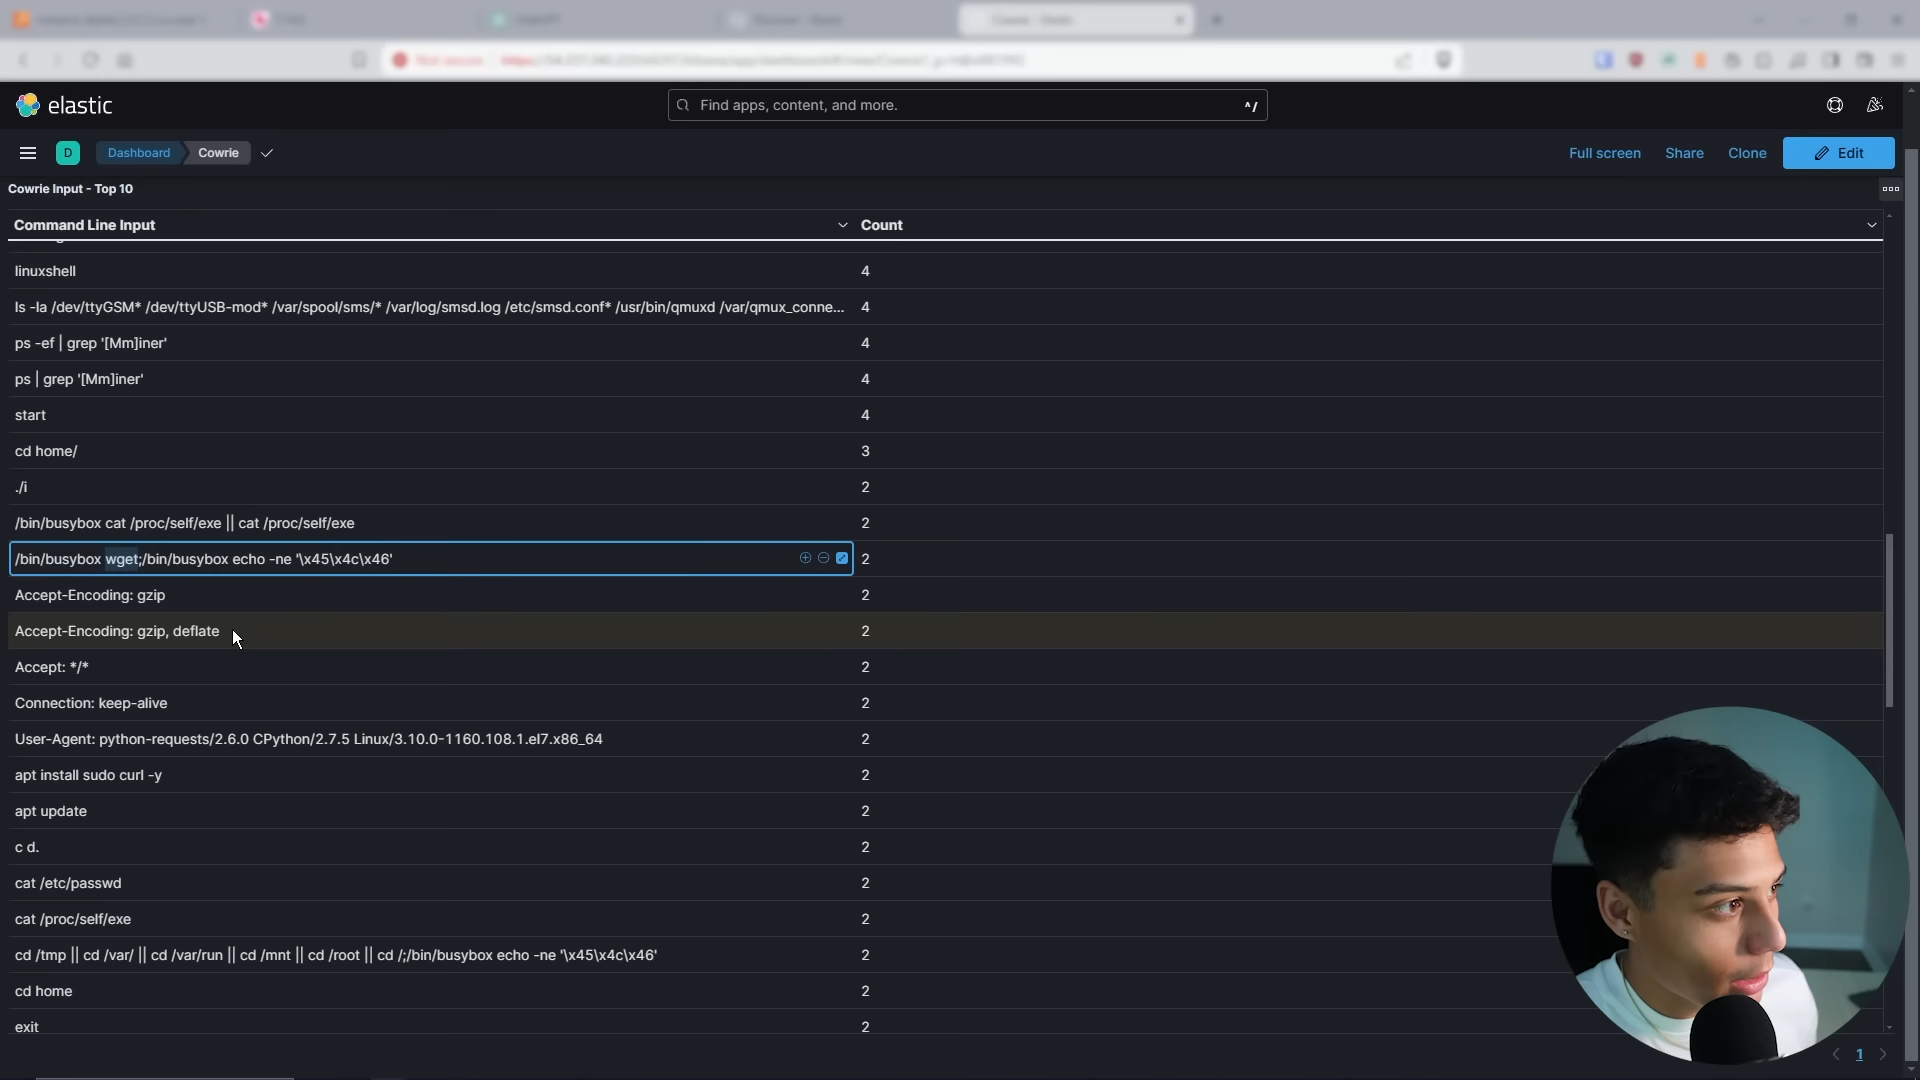 elastic
Find apps, content, and more.
^/
D
Dashboard
Cowrie
Full screen
Share
Clone
Edit
Cowrie Input - Top 10
Command Line Input Count
linuxshell 4
ls -la /dev/ttyGSM* /dev/ttyUSB-mod* /var/spool/sms/* /var/log/smsd.log /etc/smsd.conf* /usr/bin/qmuxd /var/qmux_conne... 4
ps -ef | grep '[Mm]iner' 4
ps | grep '[Mm]iner' 4
start 4
cd home/ 3
./i 2
/bin/busybox cat /proc/self/exe || cat /proc/self/exe 2
/bin/busybox wget;/bin/busybox echo -ne '\x45\x4c\x46' 2
Accept-Encoding: gzip 2
Accept-Encoding: gzip, deflate 2
Accept: */* 2
Connection: keep-alive 2
User-Agent: python-requests/2.6.0 CPython/2.7.5 Linux/3.10.0-1160.108.1.el7.x86_64 2
apt install sudo curl -y 2
apt update 2
c d. 2
cat /etc/passwd 2
cat /proc/self/exe 2
cd /tmp || cd /var/ || cd /var/run || cd /mnt || cd /root || cd /;/bin/busybox echo -ne '\x45\x4c\x46' 2
cd home 2
exit 2
1